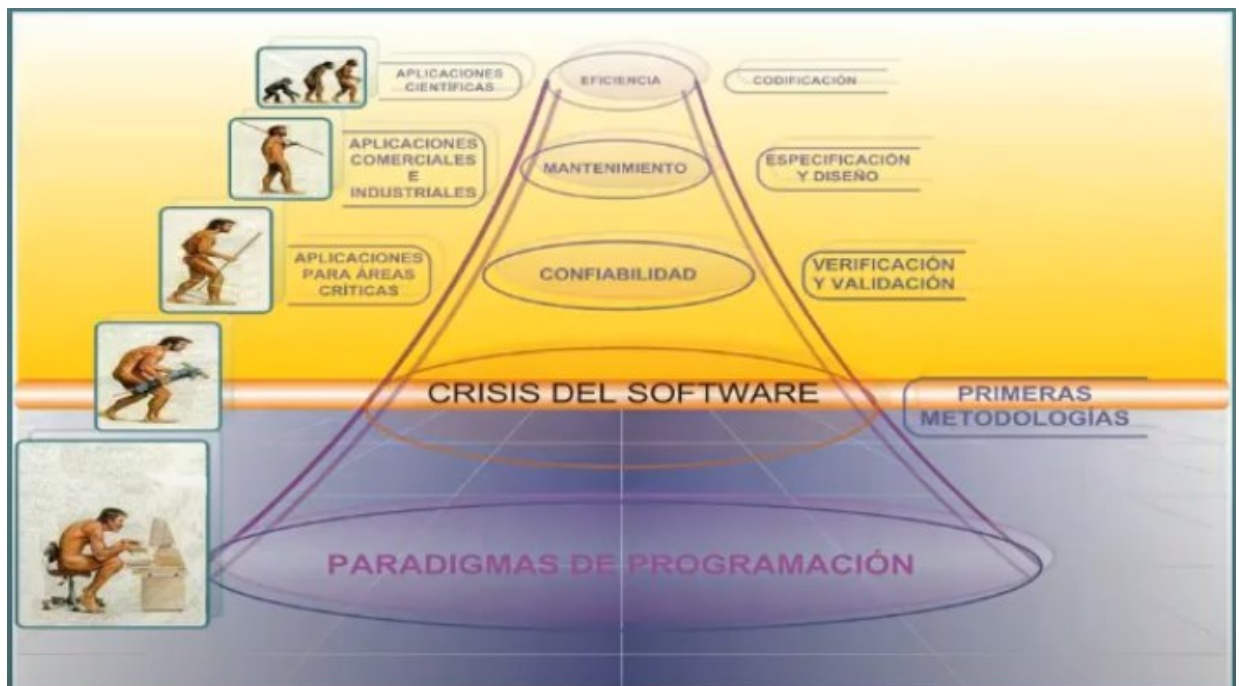 APLICACIONES
CIENTÍFICAS
EFICIENCIA
CODIFICACIÓN
APLICACIONES
COMERCIALES
E
INDUSTRIALES
MANTENIMIENTO
ESPECIFICACIÓN
Y DISEÑO
APLICACIONES
PARA ÁREAS
CRÍTICAS
CONFIABILIDAD
VERIFICACIÓN
Y VALIDACIÓN
CRISIS DEL SOFTWARE
PRIMERAS
METODOLOGÍAS
PARADIGMAS DE PROGRAMACIÓN